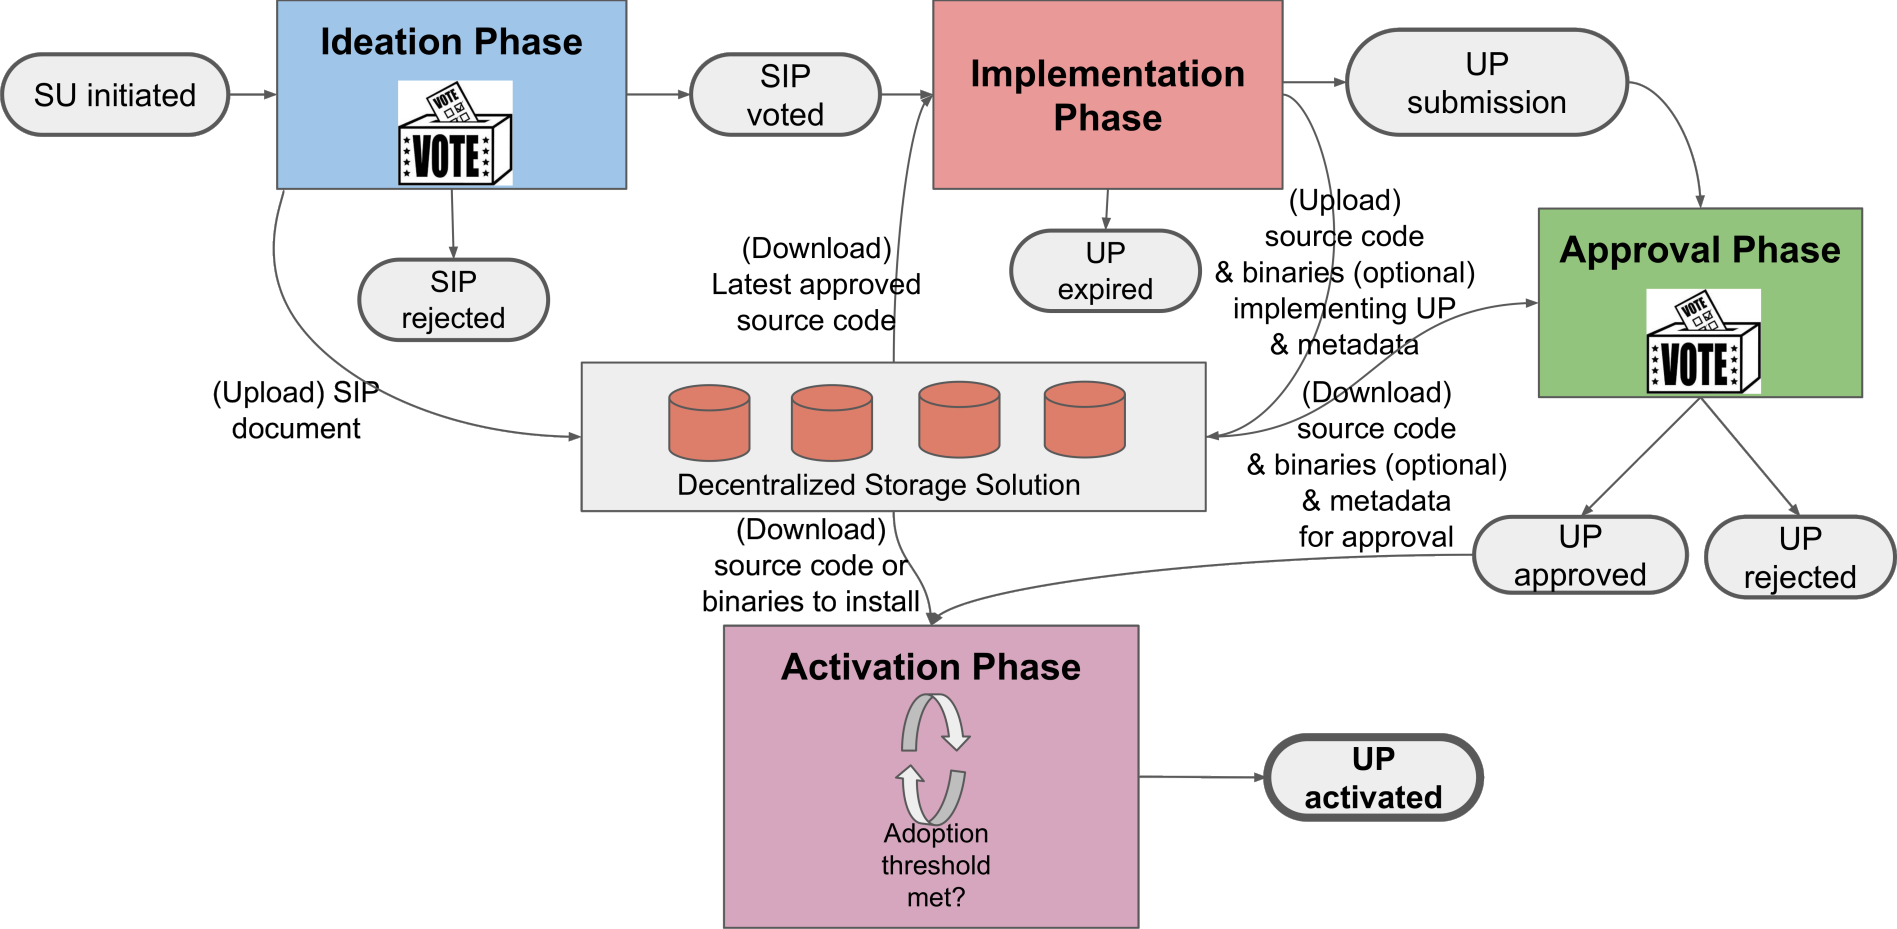 SU initiated
Ideation Phase
VOTE
VOTE
SIP
voted
SIP
rejected
(Upload) SIP
document
Implementation
Phase
UP
submission
UP
expired
(Download)
Latest approved
source code
(Upload)
source code
& binaries (optional)
implementing UP
& metadata
Approval Phase
VOTE
VOTE
(Download)
source code
& binaries (optional)
& metadata
for approval
Decentralized Storage Solution
(Download)
source code or
binaries to install
UP
approved
UP
rejected
Activation Phase
Adoption
threshold
met?
UP
activated